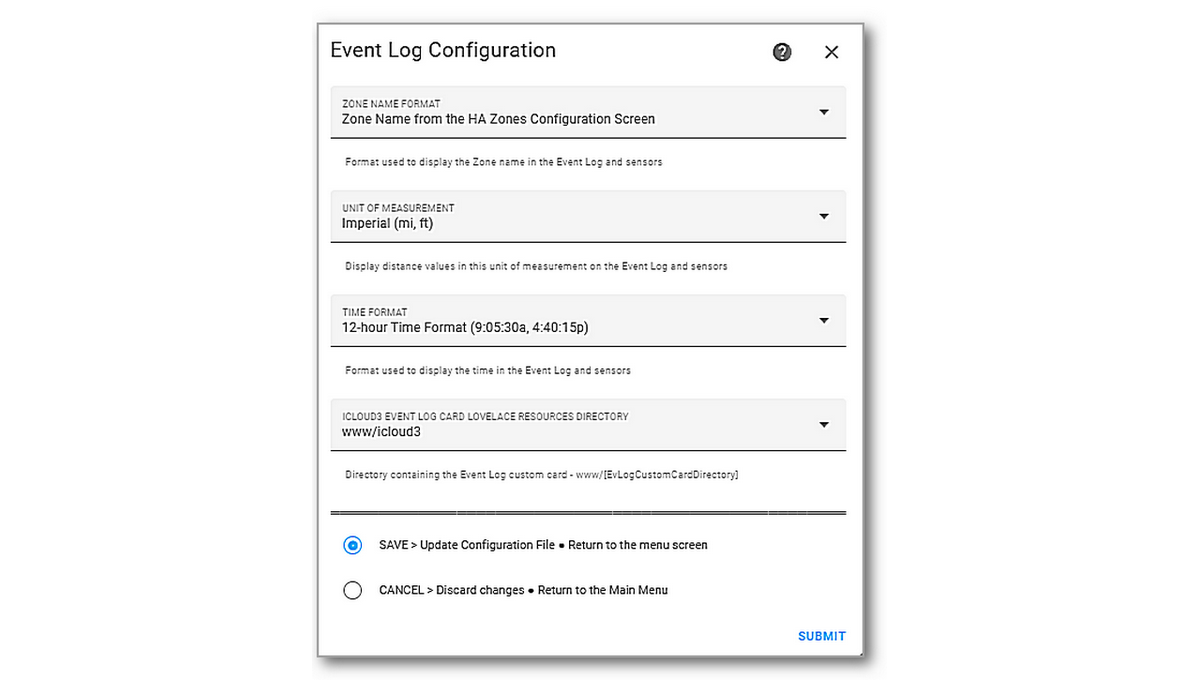 Event Log Configuration
ZONE NAME FORMAT
Zone Name from the HA Zones Configuration Screen
Format used to display the Zone name in the Event Log and sensors
UNIT OF MEASUREMENT
Imperial (mi, ft)
Display distance values in this unit of measurement on the Event Log and sensors
TIME FORMAT
12-hour Time Format (9:05:30a, 4:40:15p)
Format used to display the time in the Event Log and sensors
ICLOUD3 EVENT LOG CARD LOVELACE RESOURCES DIRECTORY
www/icloud3
Directory containing the Event Log custom card - www/[EvLogCustomCardDirectory]
SAVE > Update Configuration File ● Return to the menu screen
CANCEL > Discard changes ● Return to the Main Menu
SUBMIT